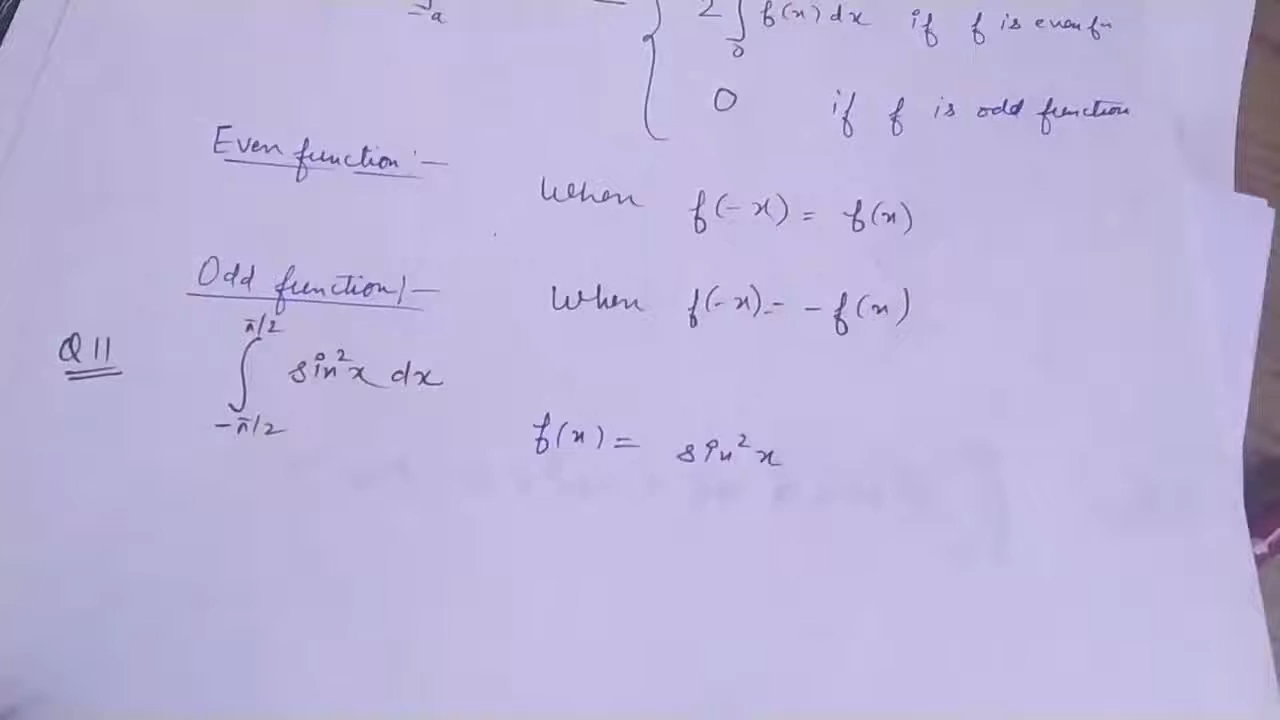 -a
2 ∫₀ f(x) dx if f is even fn
0 if f is odd function
Even function :-
When f(-x) = f(x)
Odd function :-
When f(-x) = -f(x)
Q 11
∫_{-π/2}^{π/2} sin²x dx
f(x) = sin²x